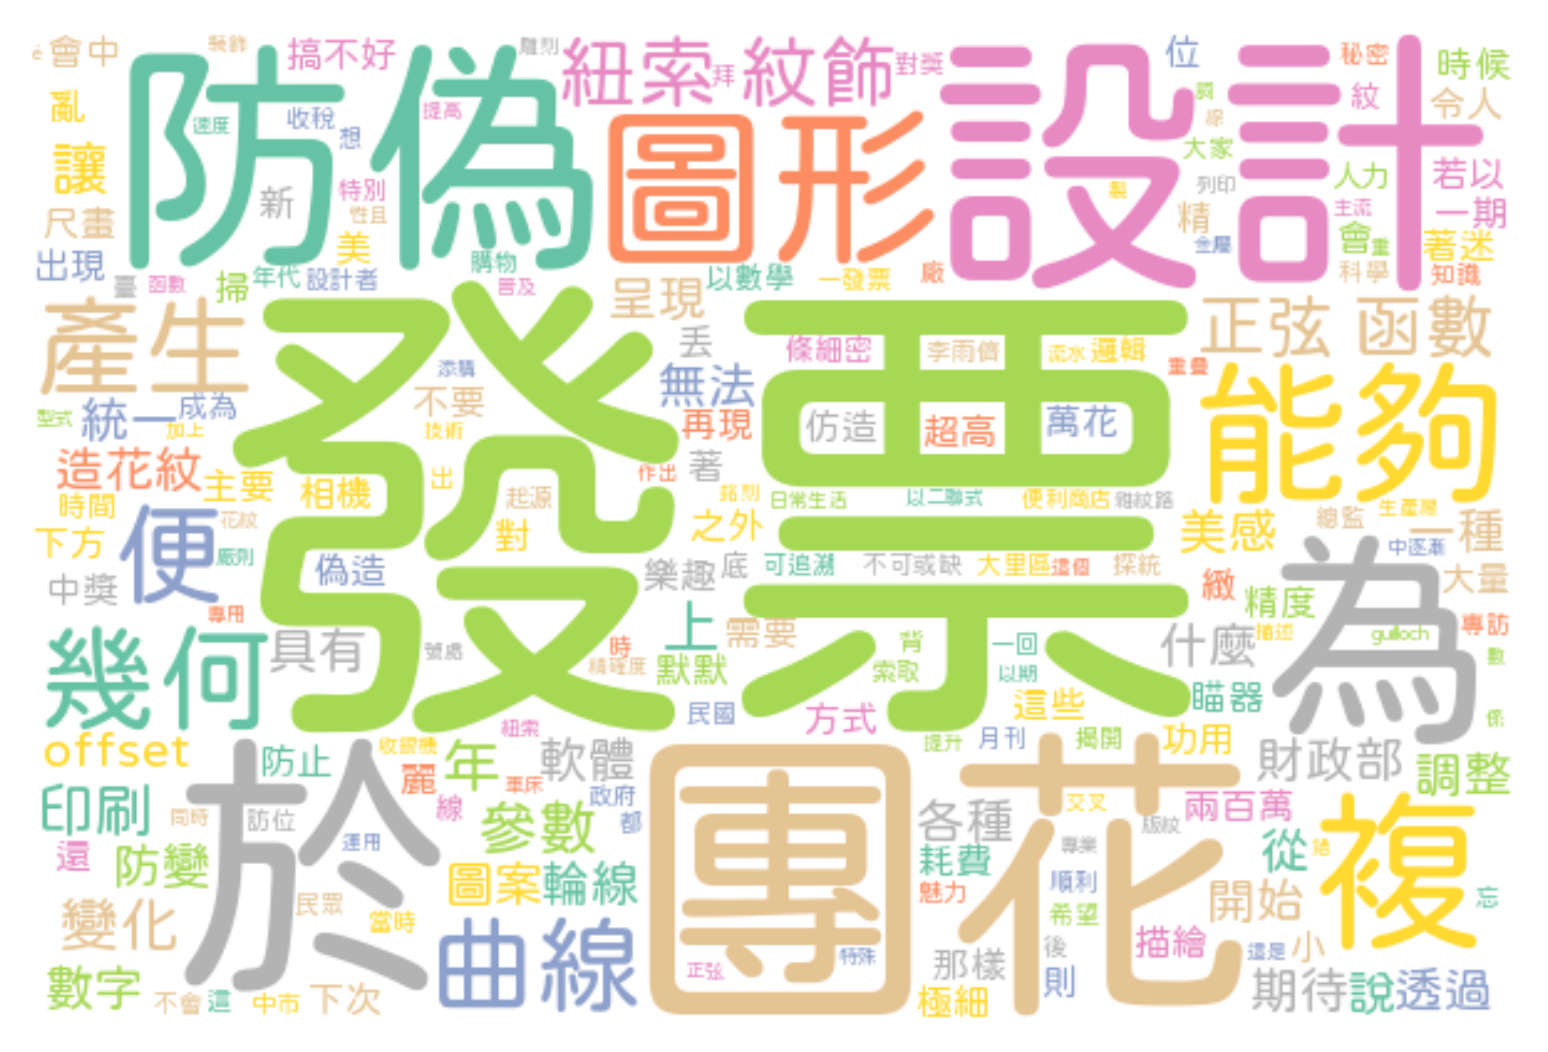 會中
裝飾
搞不好
雕刻
紐索
拜
紋飾
對獎
設計
位
秘密
時候
防偽
圖形
亂
速度
收稅
想
提高
大家
紋
令人
讓
新
特別
性且
列印
人力
若以
尺畫
美
精
主流
一期
出現
購物
金屬
會
重
著迷
臺
函數
掃
年代
設計者
普及
呈現
以數學
一發票
廠
科學
知識
產生
發票
丟
條細密
李雨儕
流水
邏輯
正弦
函數
添購
無法
重疊
能夠
型式
統一
成為
加上
不要
技術
再現
仿造
超高
萬花
造花紋
主要
相機
出
作出
著
時間
起源
銘刻
日常生活
以二聯式
便利商店
雜紋路
生產履
下方
便
花紋
廠則
對
之外
美感
總監
一種
中獎
偽造
樂趣
底
可追溯
不可或缺
大里區
這個
探統
中逐漸
為
大量
專用
緻
精度
幾何
具有
號處
時
精確度
上
需要
默默
背
索取
一回
以期
什麼
描述
guilloch
專訪
數
民國
方式
這些
瞄器
係
offset
防止
收銀機
年
紐索
軟體
提升
月刊
揭開
功用
財政部
調整
印刷
於
麗
車床
政府
團花
交叉
兩百萬
同時
訪位
運用
線
參數
都
各種
版紋
專業
從
複
還
防變
圖案
輪線
耗費
魅力
順利
希望
開始
忘
變化
民眾
當時
曲線
正弦
特殊
那樣
後
描繪
這是
小
數字
不會
這
中市
下次
極細
則
期待
說
透過